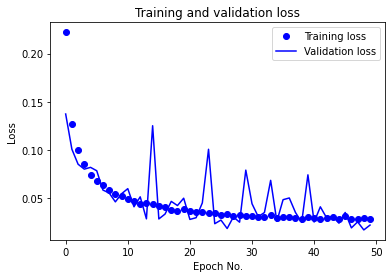 Training and validation loss
Training loss
Validation loss
Loss
0.20
0.15
0.10
0.05
0
10
20
30
40
50
Epoch No.